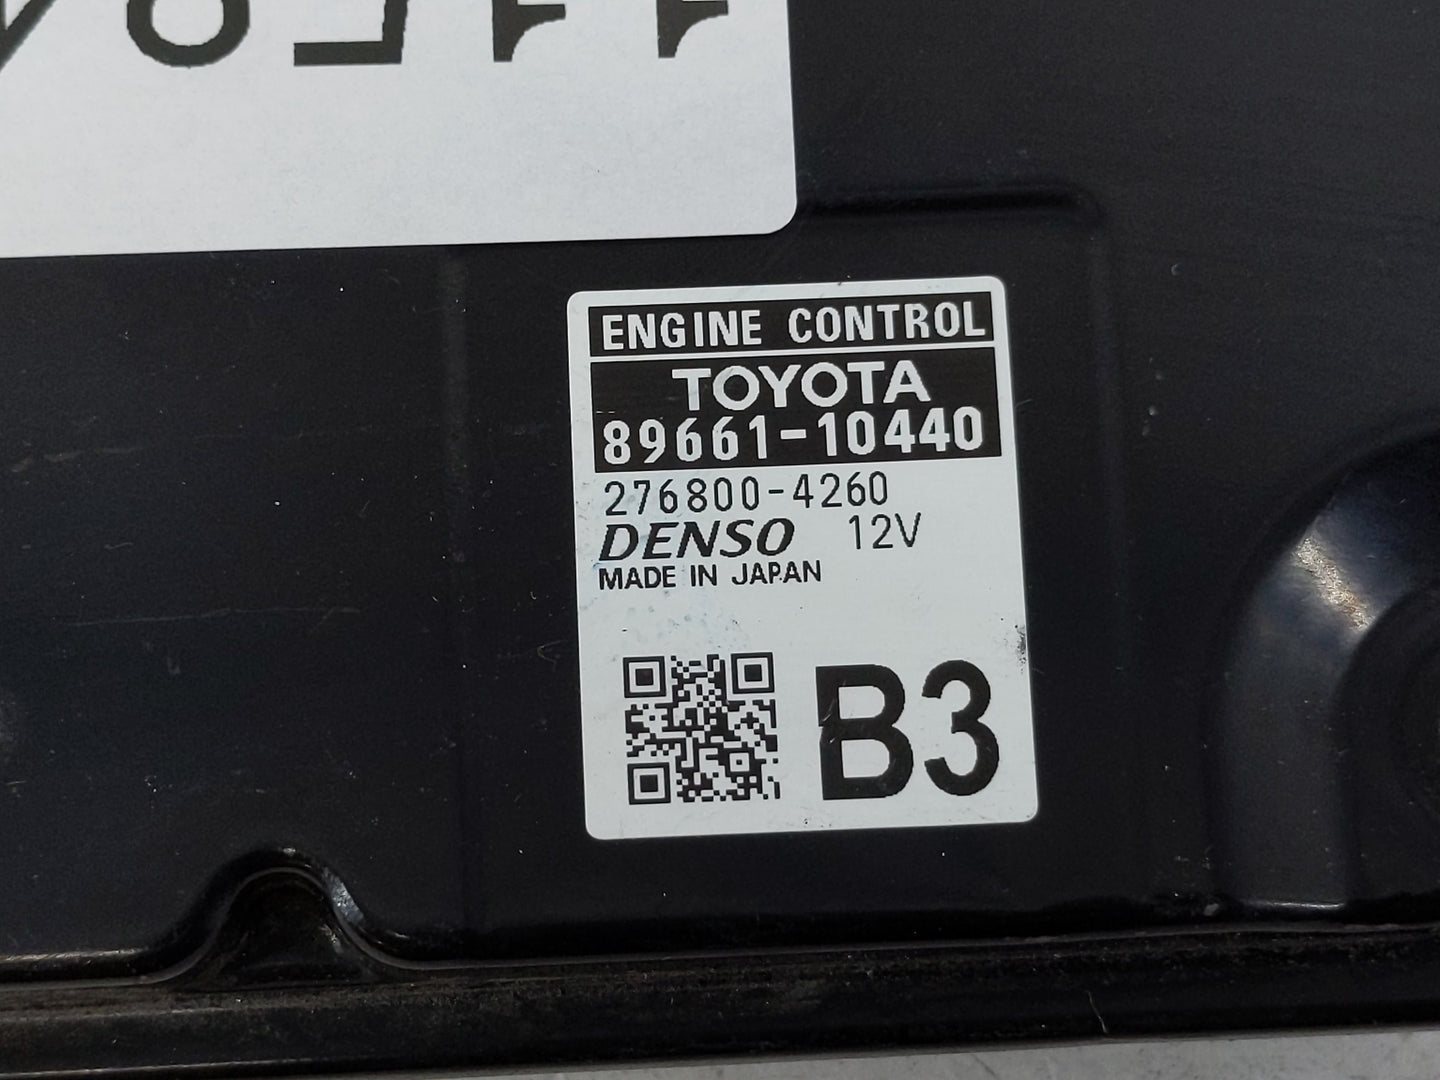 ENGINE CONTROL
TOYOTA
89661-10440
276800-4260
DENSO 12V
MADE IN JAPAN
B3